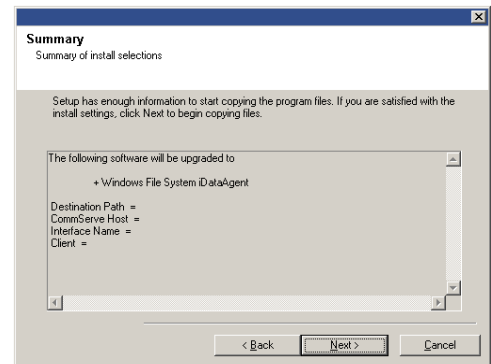 Summary
Summary of install selections
Setup has enough information to start copying the program files. If you are satisfied with the
install settings, click Next to begin copying files.
The following software will be upgraded to
+ Windows File System iDataAgent
Destination Path =
CommServe Host =
Interface Name =
Client =
< Back
Next >
Cancel